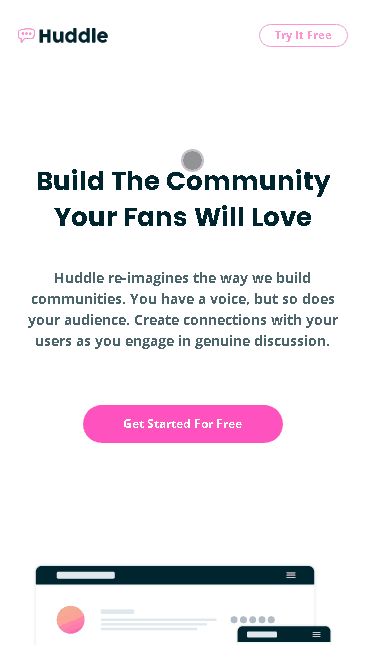 Huddle
Try It Free
Build The Community
Your Fans Will Love
Huddle re-imagines the way we build
communities. You have a voice, but so does
your audience. Create connections with your
users as you engage in genuine discussion.
Get Started For Free